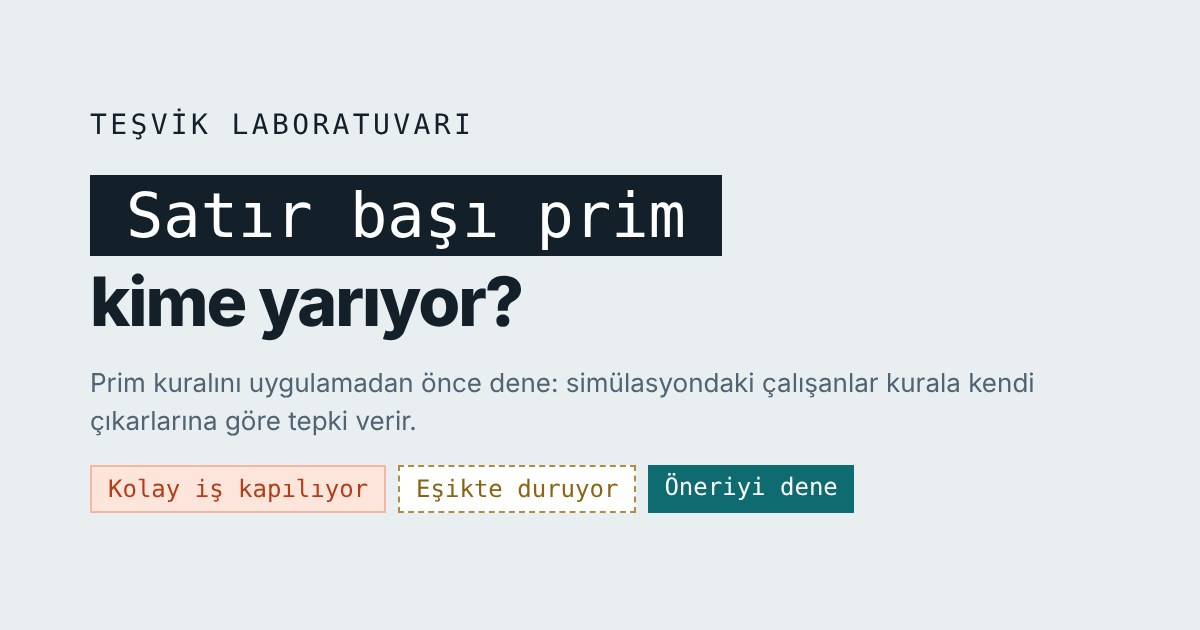 TEŞVİK LABORATUVARI
Satır başı prim
kime yarıyor?
Prim kuralını uygulamadan önce dene: simülasyondaki çalışanlar kurala kendi
çıkarlarına göre tepki verir.
Kolay iş kapılıyor Eşikte duruyor Öneriyi dene